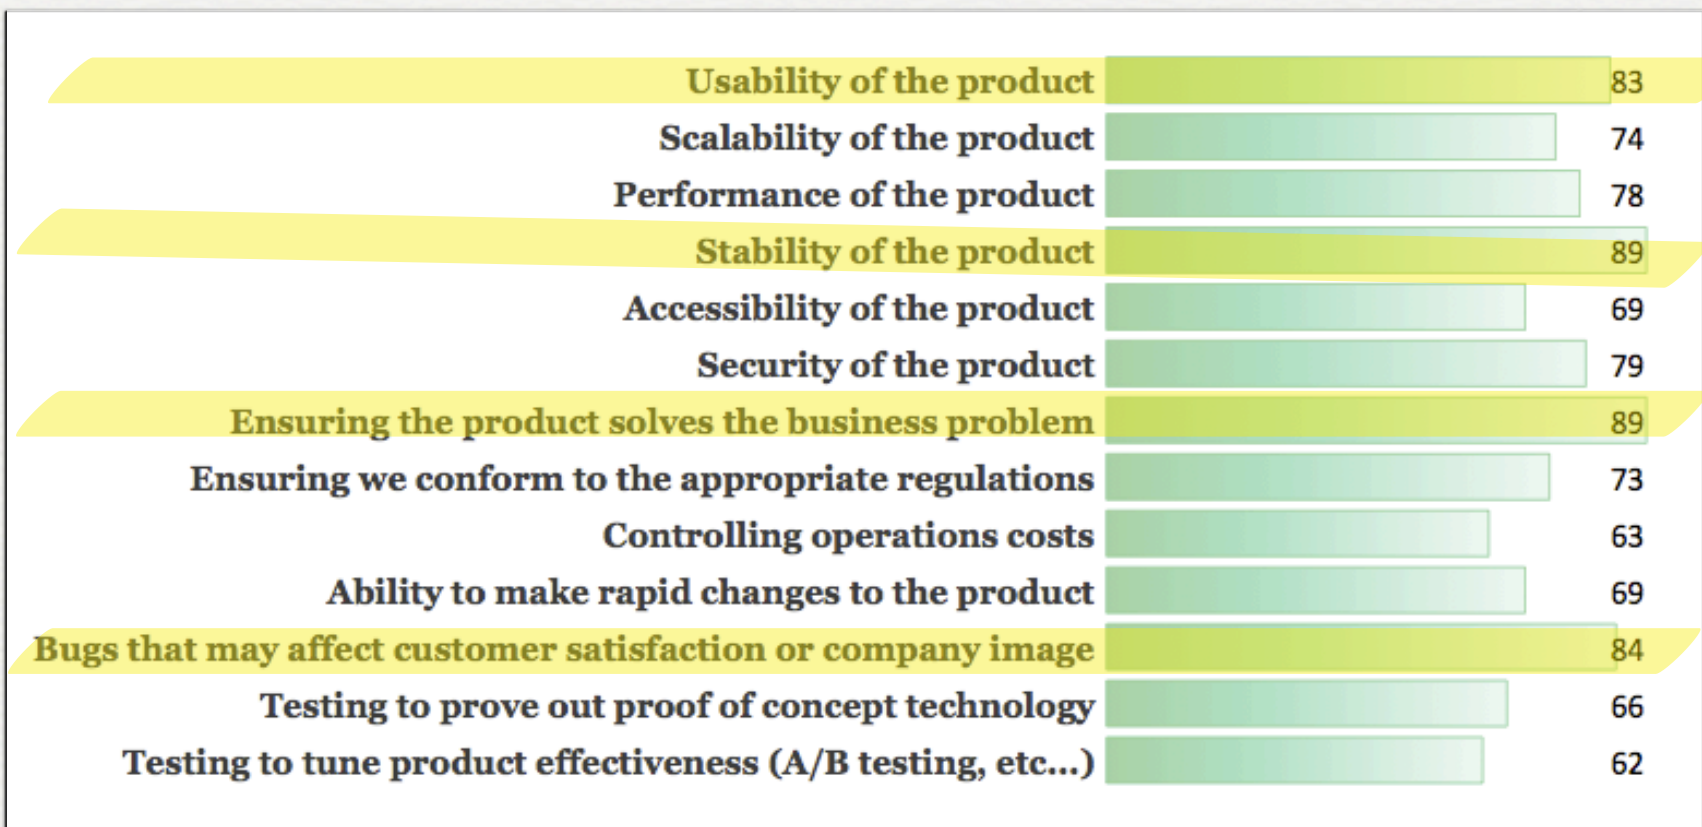 Usability of the product 83
Scalability of the product 74
Performance of the product 78
Stability of the product 89
Accessibility of the product 69
Security of the product 79
Ensuring the product solves the business problem 89
Ensuring we conform to the appropriate regulations 73
Controlling operations costs 63
Ability to make rapid changes to the product 69
Bugs that may affect customer satisfaction or company image 84
Testing to prove out proof of concept technology 66
Testing to tune product effectiveness (A/B testing, etc...) 62